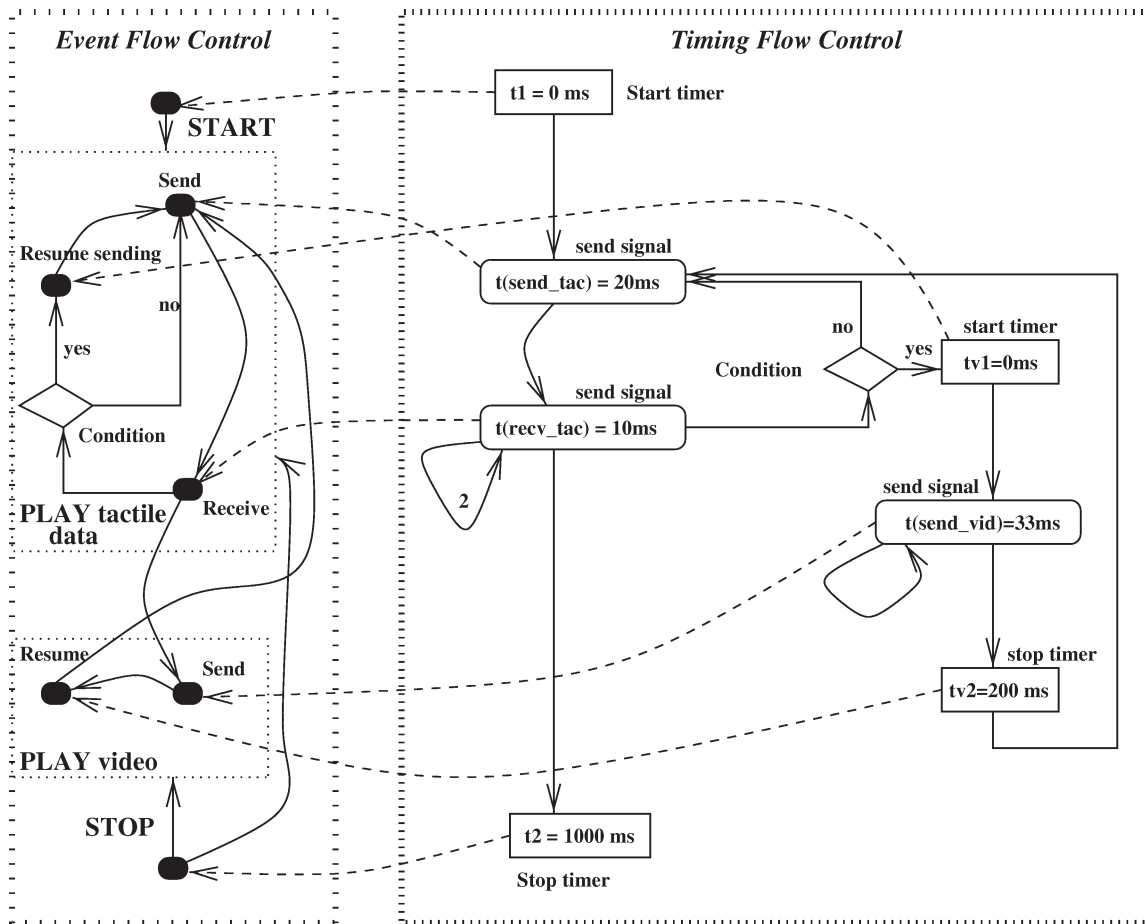 Event Flow Control
START
Send
Resume sending
no
yes
Condition
Receive
PLAY tactile
data
Resume
Send
PLAY video
STOP
Timing Flow Control
t1 = 0 ms
Start timer
send signal
t(send_tac) = 20ms
no
start timer
yes
Condition
tv1=0ms
send signal
t(recv_tac) = 10ms
2
send signal
t(send_vid)=33ms
stop timer
tv2=200 ms
t2 = 1000 ms
Stop timer